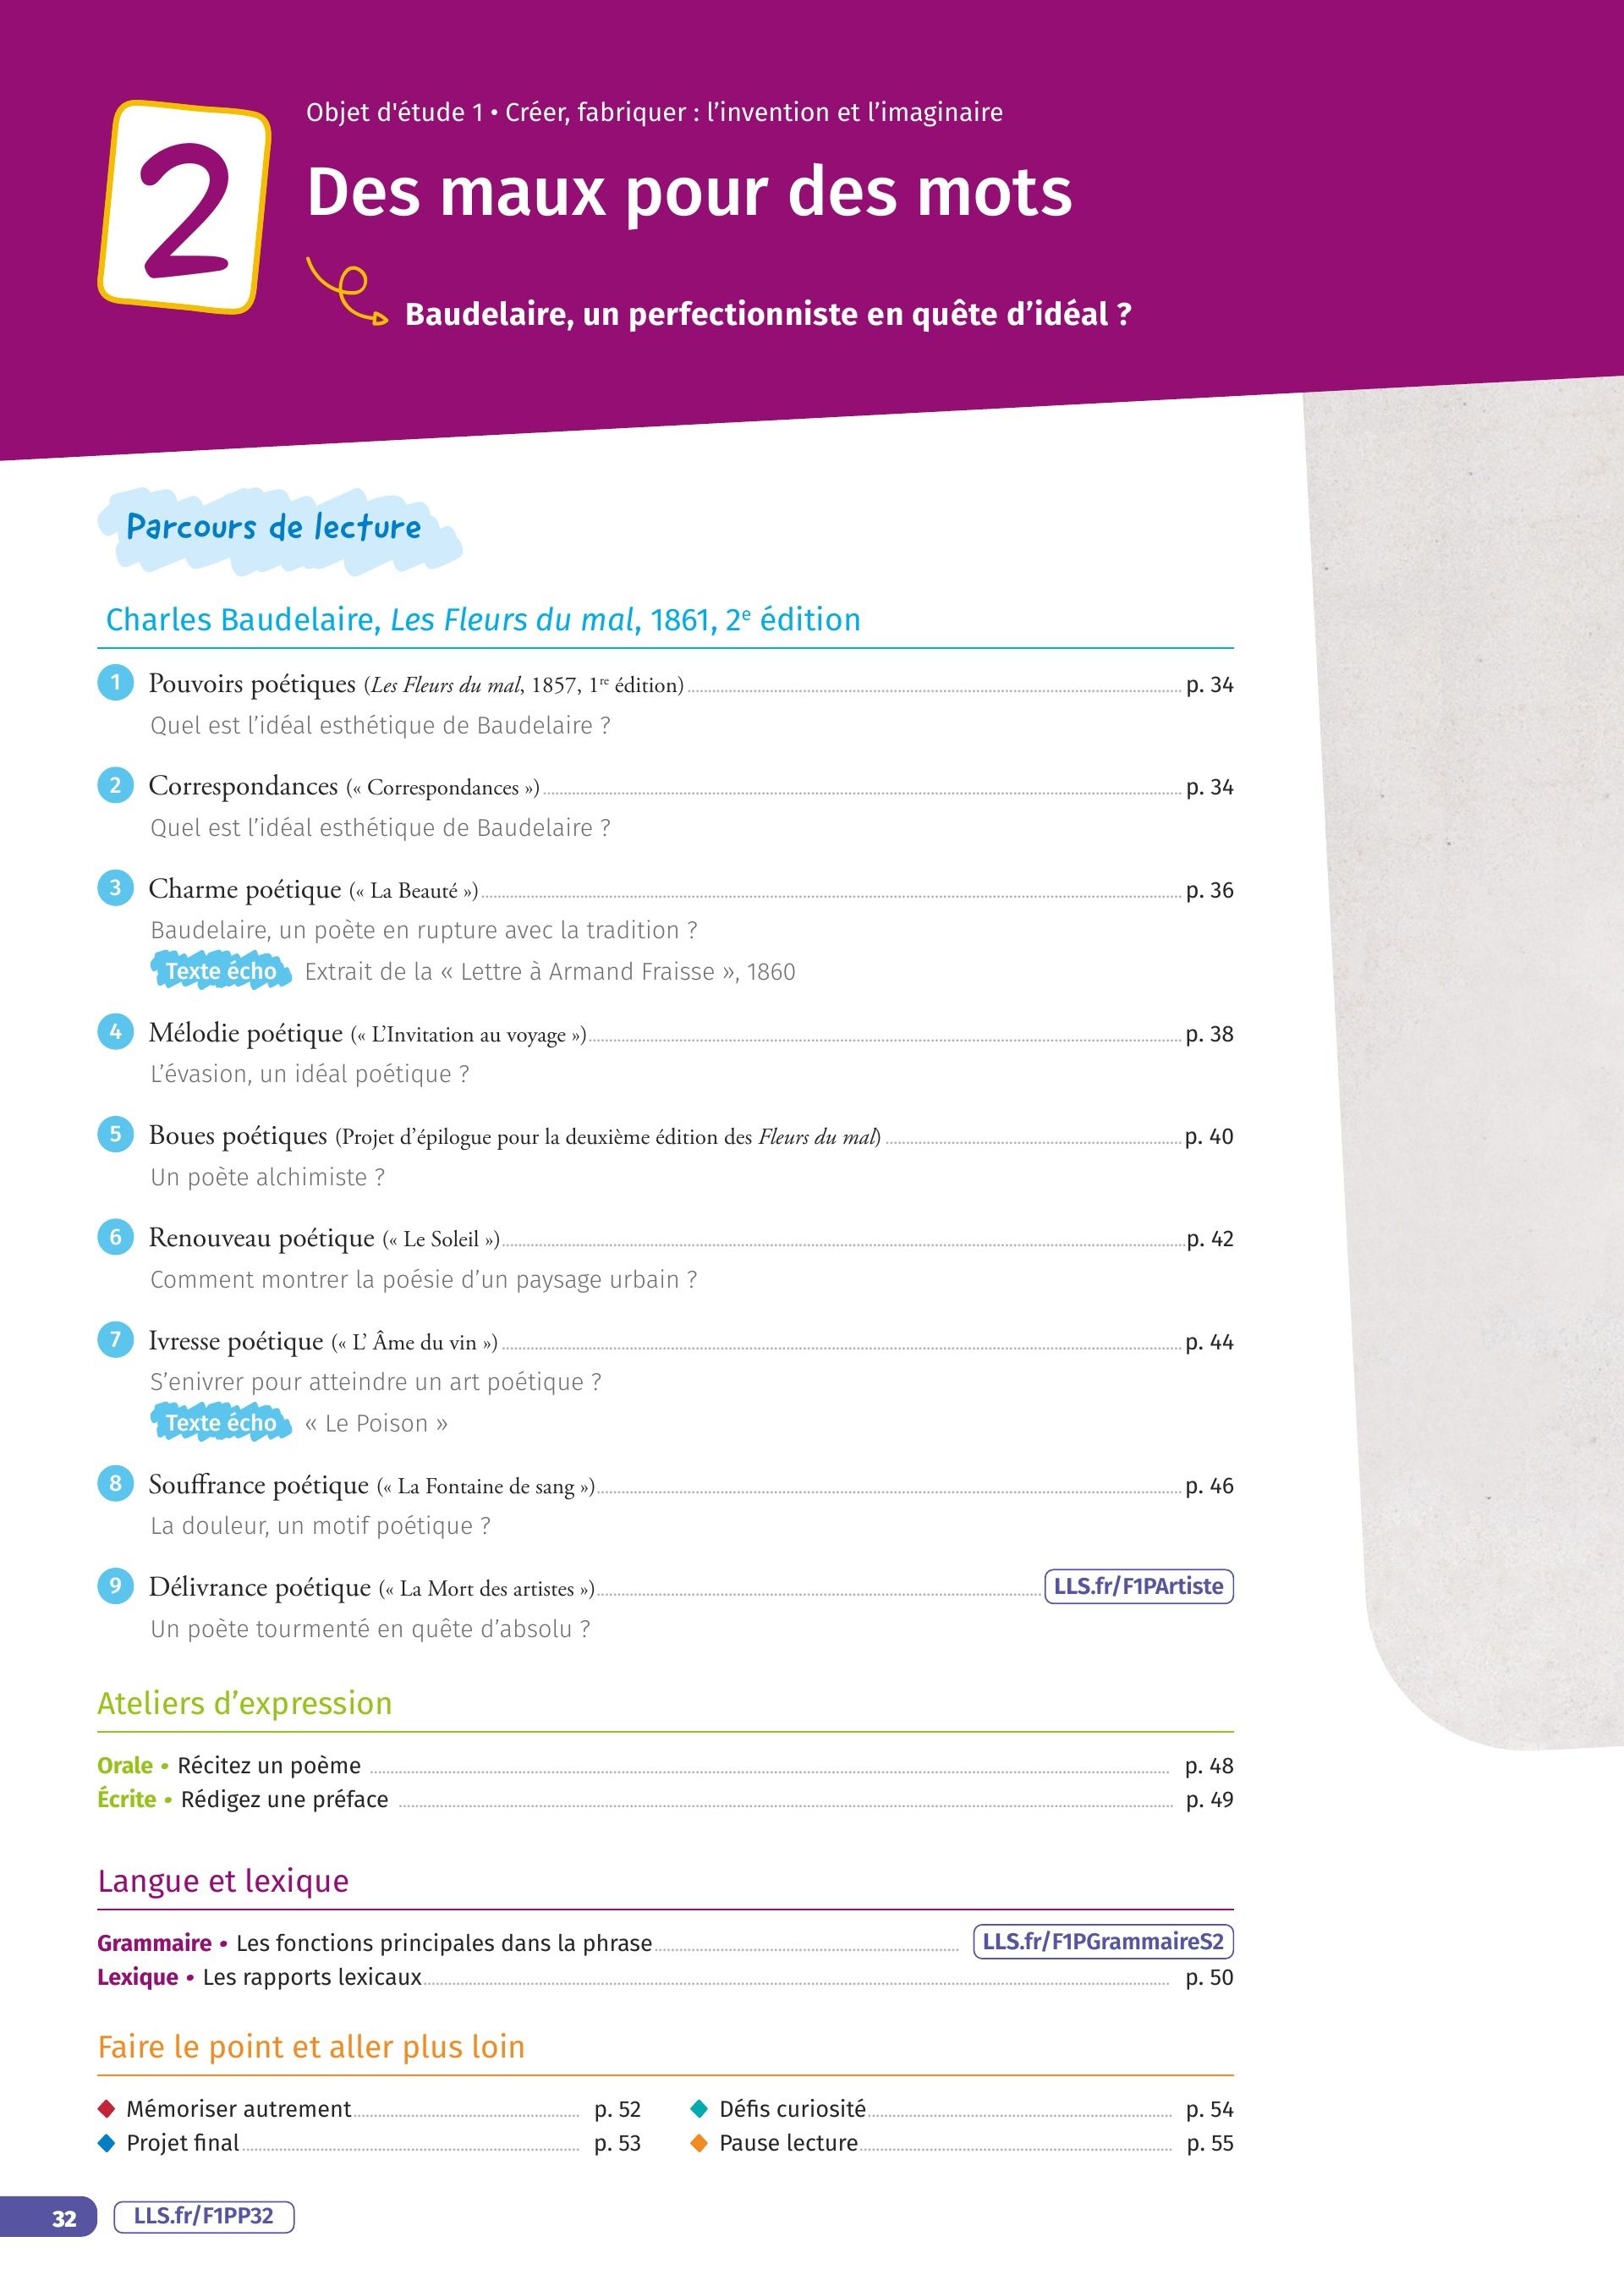 2
Objet d'étude 1 • Créer, fabriquer : l’invention et l’imaginaire
Des maux pour des mots
Baudelaire, un perfectionniste en quête d’idéal ?
Parcours de lecture
Charles Baudelaire, Les Fleurs du mal, 1861, 2e édition
1 Pouvoirs poétiques (Les Fleurs du mal, 1857, 1re édition) p. 34
Quel est l’idéal esthétique de Baudelaire ?
2 Correspondances (« Correspondances ») p. 34
Quel est l’idéal esthétique de Baudelaire ?
3 Charme poétique (« La Beauté ») p. 36
Baudelaire, un poète en rupture avec la tradition ?
Texte écho Extrait de la « Lettre à Armand Fraisse », 1860
4 Mélodie poétique (« L’Invitation au voyage ») p. 38
L’évasion, un idéal poétique ?
5 Boues poétiques (Projet d’épilogue pour la deuxième édition des Fleurs du mal) p. 40
Un poète alchimiste ?
6 Renouveau poétique (« Le Soleil ») p. 42
Comment montrer la poésie d’un paysage urbain ?
7 Ivresse poétique (« L’ Âme du vin ») p. 44
S’enivrer pour atteindre un art poétique ?
Texte écho « Le Poison »
8 Souffrance poétique (« La Fontaine de sang ») p. 46
La douleur, un motif poétique ?
9 Délivrance poétique (« La Mort des artistes ») LLS.fr/F1PArtiste
Un poète tourmenté en quête d’absolu ?
Ateliers d’expression
Orale • Récitez un poème p. 48
Écrite • Rédigez une préface p. 49
Langue et lexique
Grammaire • Les fonctions principales dans la phrase LLS.fr/F1PGrammaireS2
Lexique • Les rapports lexicaux p. 50
Faire le point et aller plus loin
Mémoriser autrement p. 52
Projet final p. 53
Défis curiosité p. 54
Pause lecture p. 55
32 LLS.fr/F1PP32